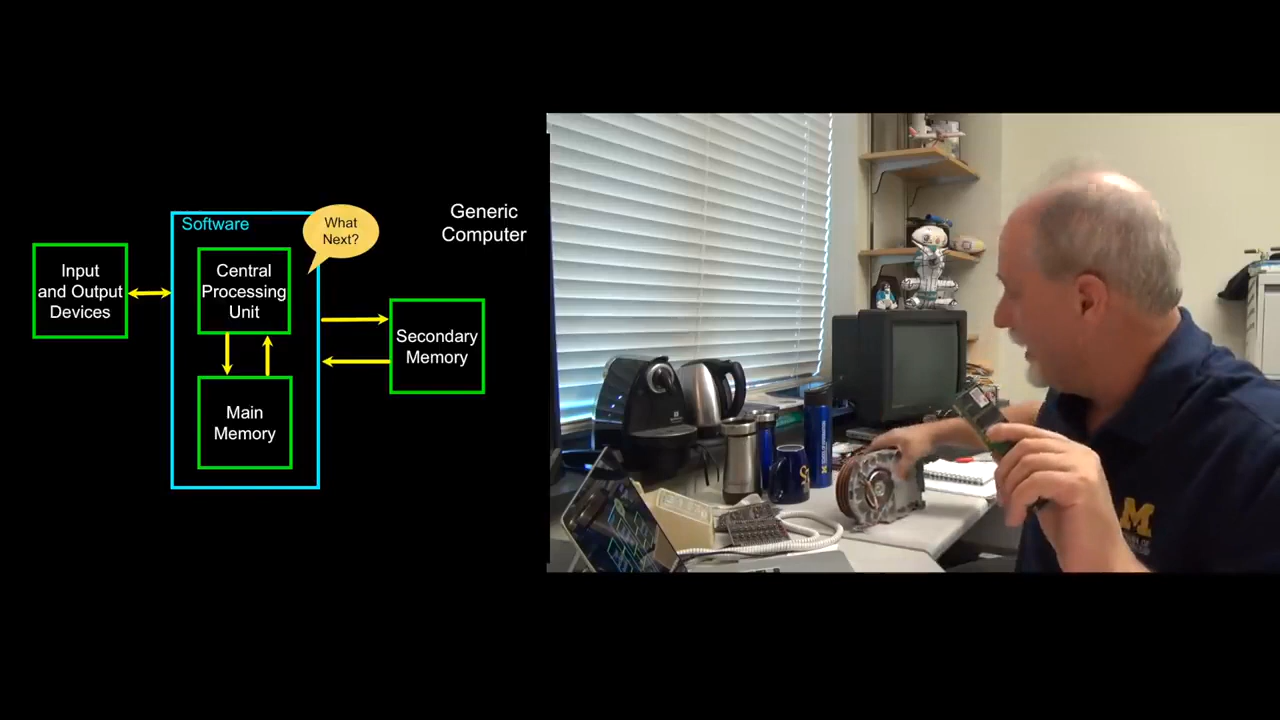 Generic
Computer
Software
What
Next?
Input
and Output
Devices
Central
Processing
Unit
Secondary
Memory
Main
Memory
M